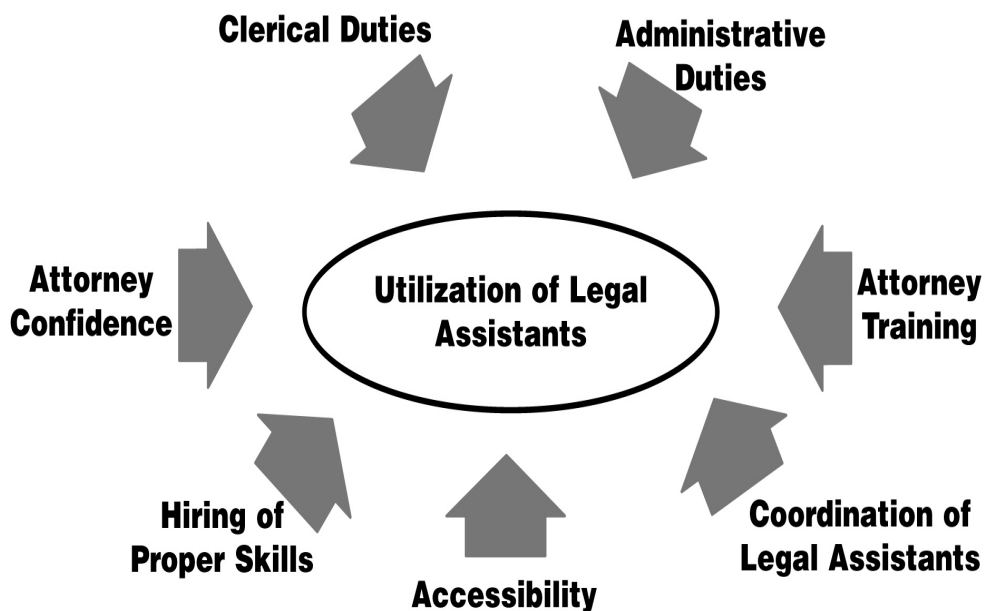 Clerical Duties
Administrative
Duties
Attorney
Confidence
Utilization of Legal
Assistants
Attorney
Training
Hiring of
Proper Skills
Accessibility
Coordination of
Legal Assistants